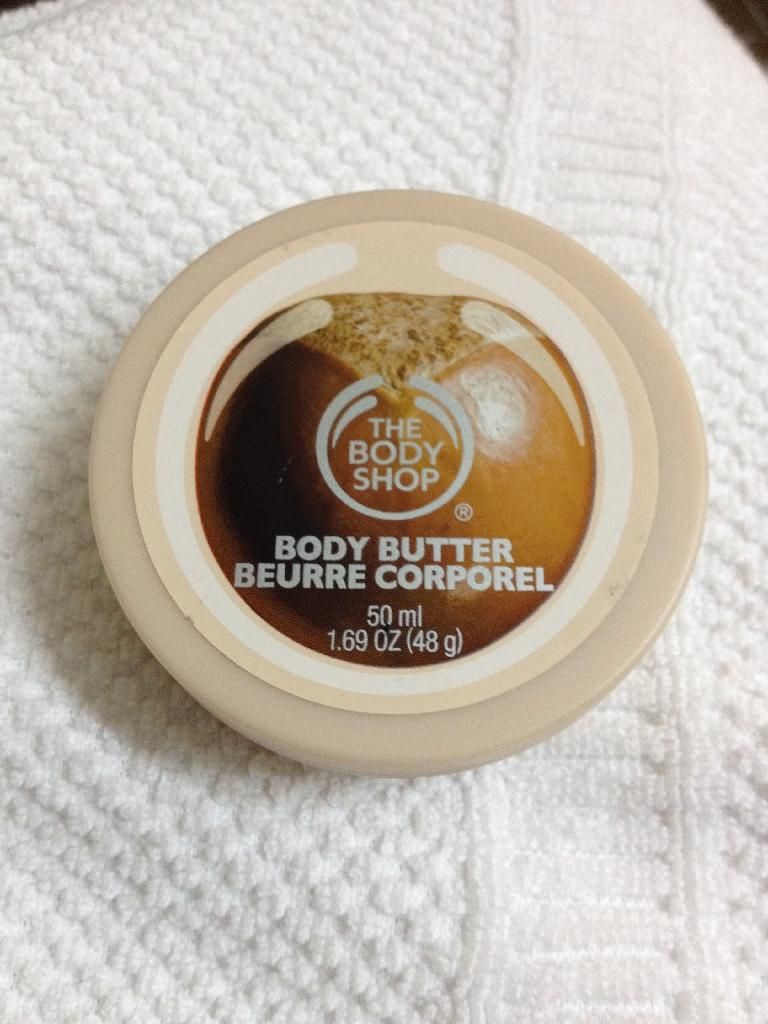 THE
BODY
SHOP
®
BODY BUTTER
BEURRE CORPOREL
50 ml
1.69 OZ (48 g)